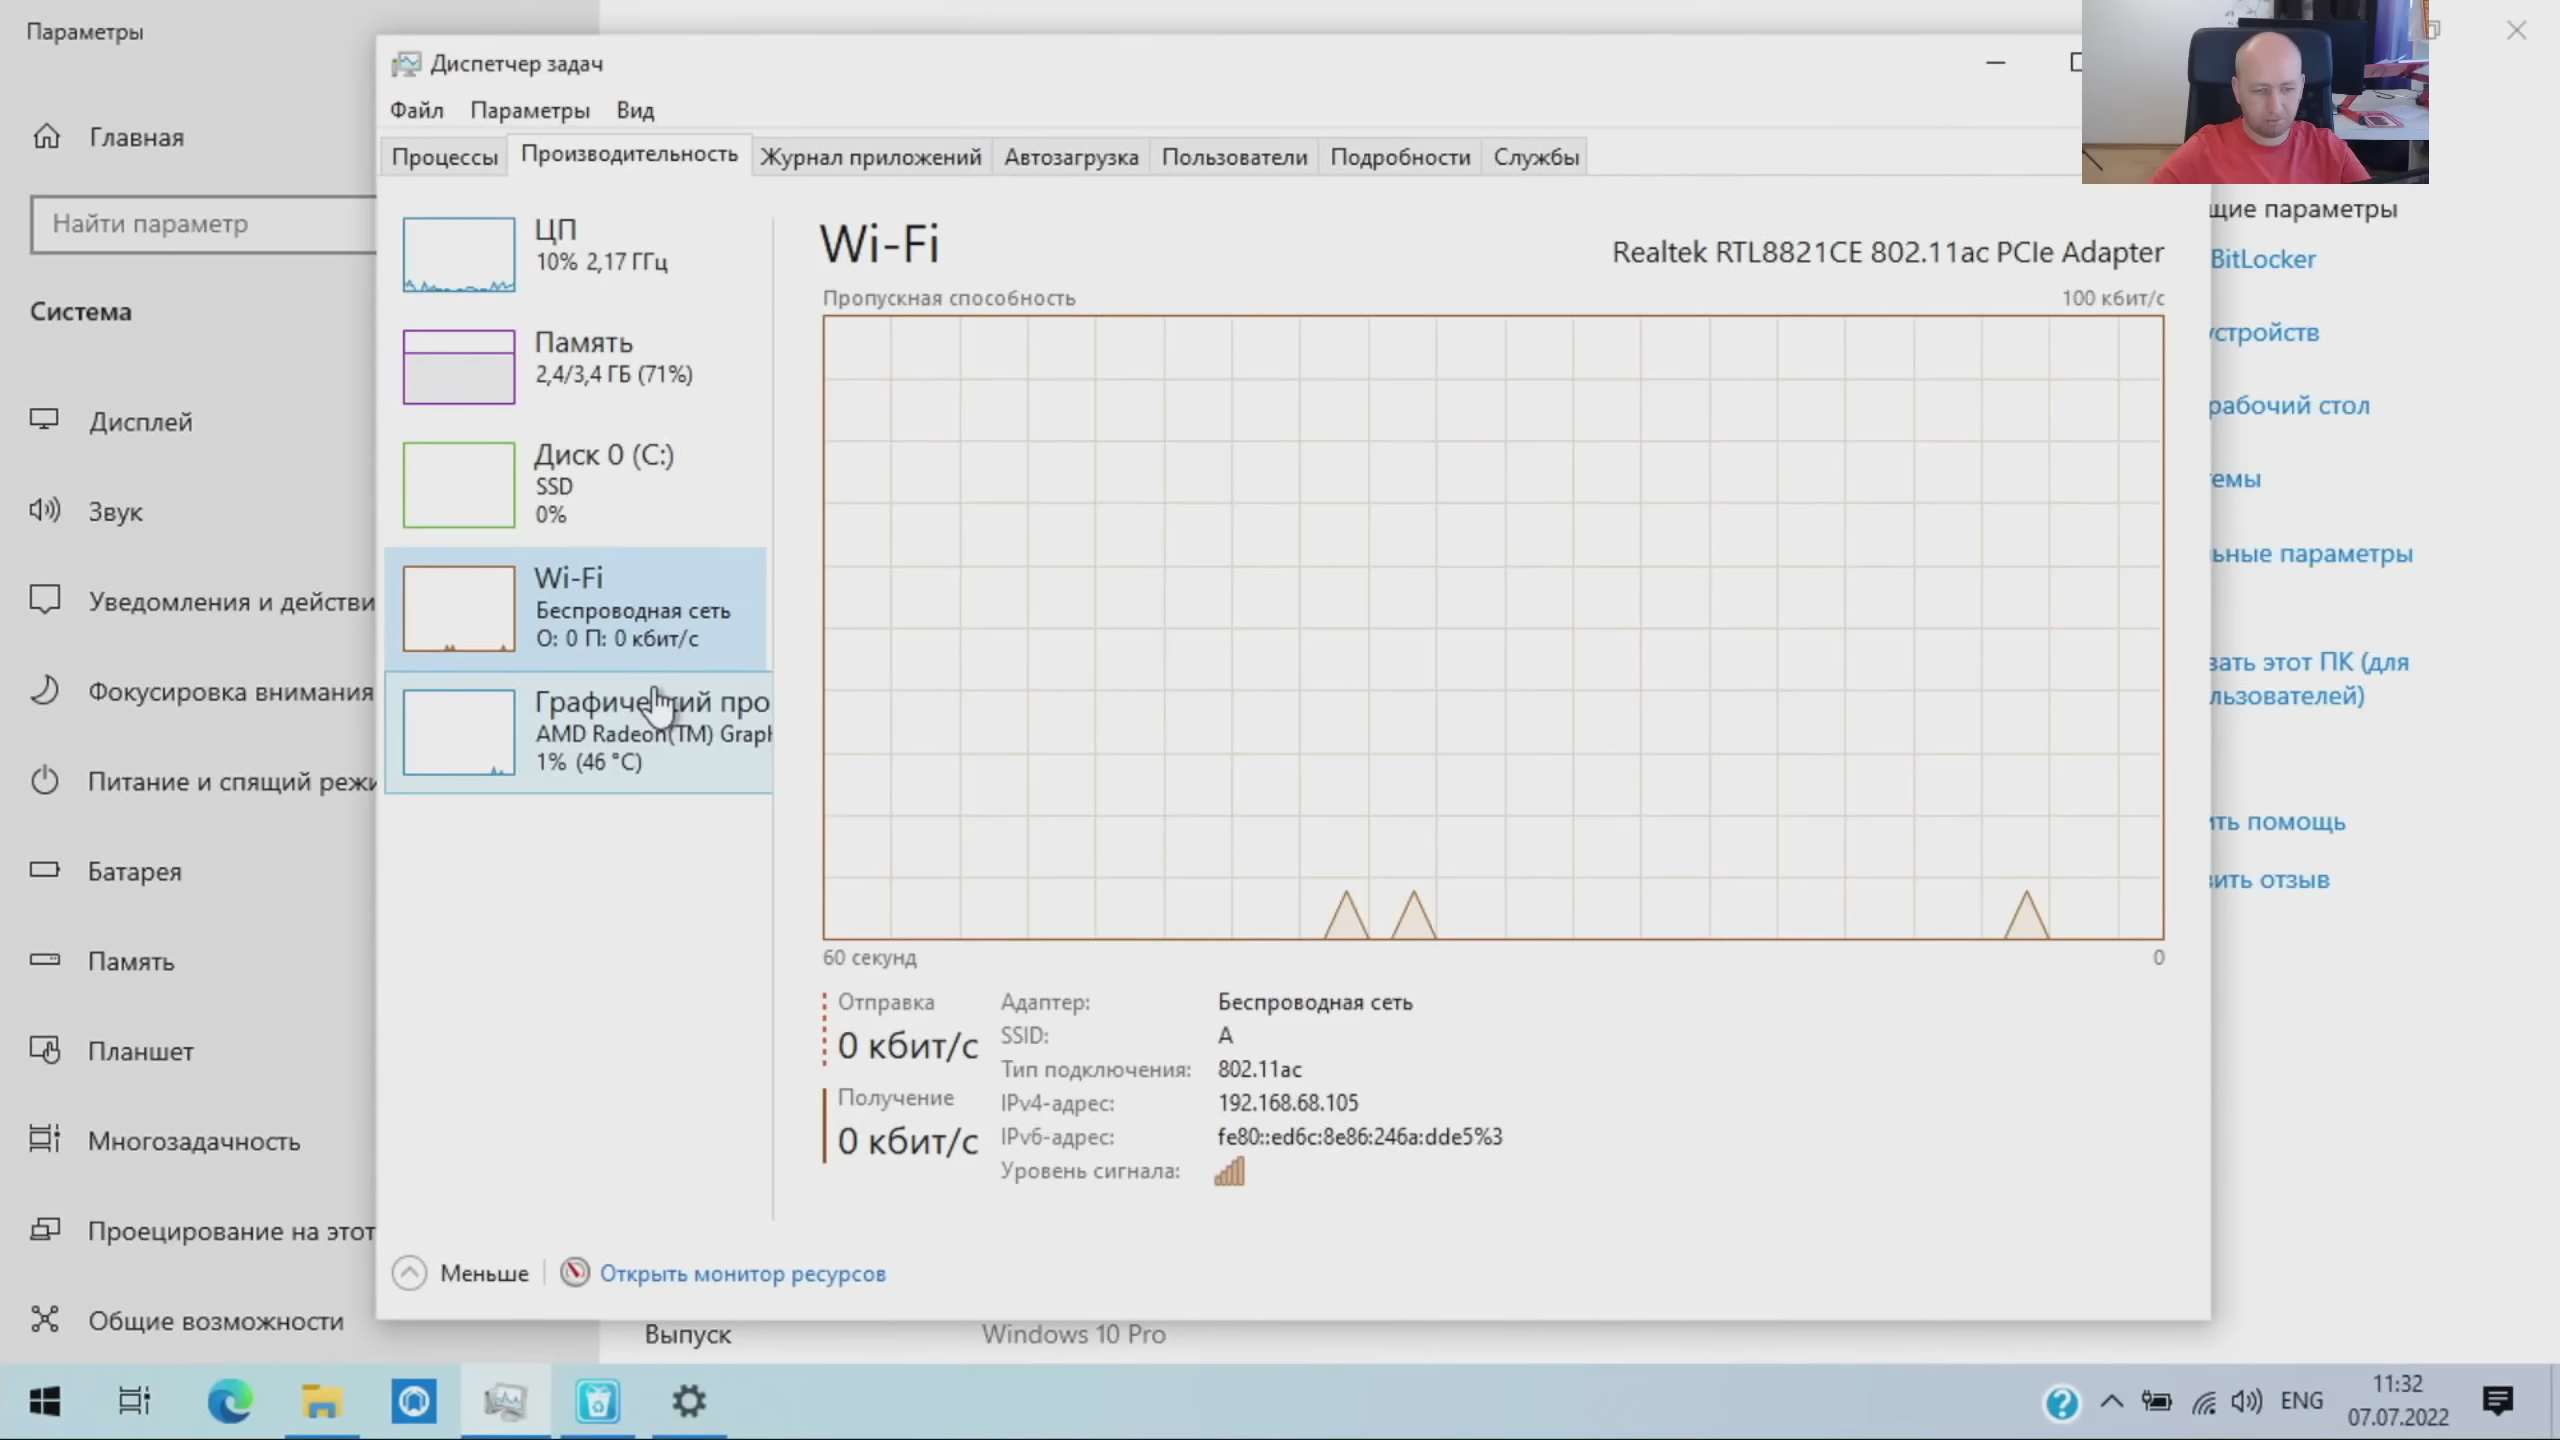 Параметры
Главная
Найти параметр
Система
Дисплей
Звук
Уведомления и действи
Фокусировка внимания
Питание и спящий режи
Батарея
Память
Планшет
Многозадачность
Проецирование на этот
Общие возможности
Диспетчер задач
Файл Параметры Вид
Процессы Производительность Журнал приложений Автозагрузка Пользователи Подробности Службы
ЦП
10% 2,17 ГГц
Память
2,4/3,4 ГБ (71%)
Диск 0 (C:)
SSD
0%
Wi-Fi
Беспроводная сеть
О: 0 П: 0 кбит/с
AMD Radeon(TM) Graph
1% (46 °C)
Wi-Fi
Realtek RTL8821CE 802.11ac PCIe Adapter
Пропускная способность
100 кбит/с
60 секунд
0
Отправка
0 кбит/с
Получение
0 кбит/с
Адаптер: Беспроводная сеть
SSID: A
Тип подключения: 802.11ac
IPv4-адрес: 192.168.68.105
IPv6-адрес: fe80::ed6c:8e86:246a:dde5%3
Уровень сигнала:
Меньше
Открыть монитор ресурсов
щие параметры
BitLocker
устройств
рабочий стол
емы
ьные параметры
вать этот ПК (для
льзователей)
ить помощь
вить отзыв
Выпуск Windows 10 Pro
ENG
11:32
07.07.2022